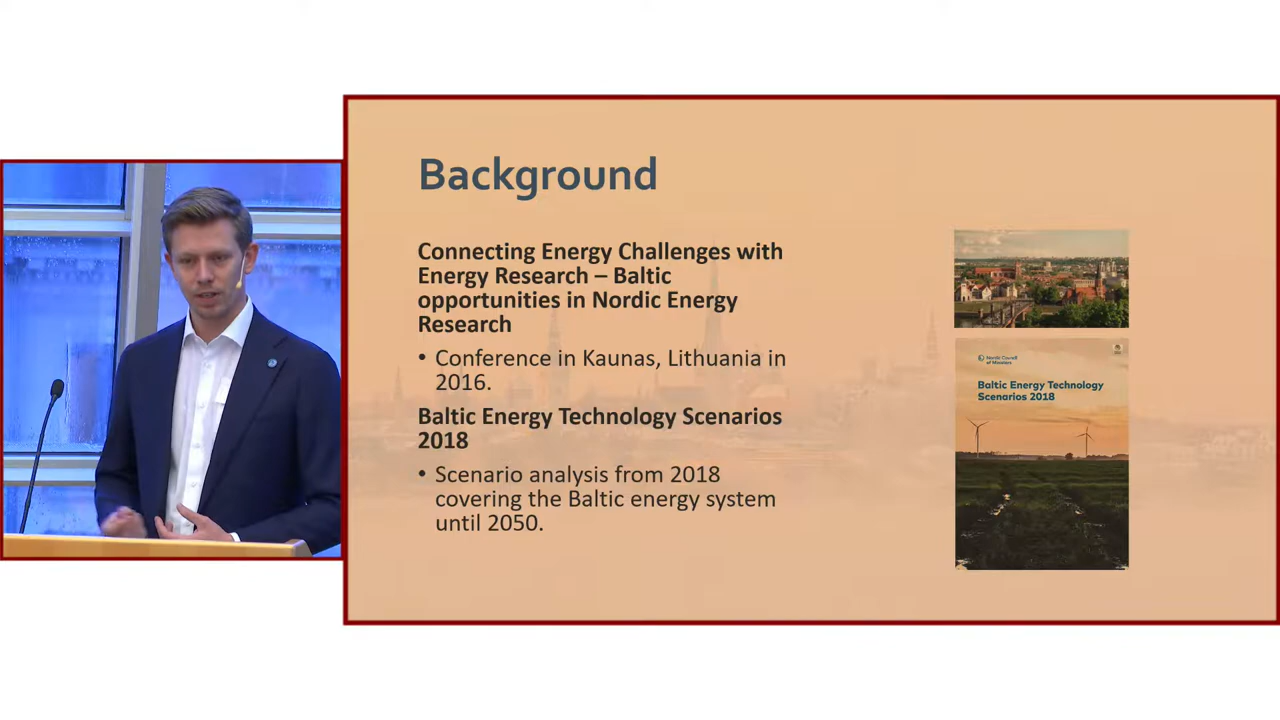 Background
Connecting Energy Challenges with
Energy Research – Baltic
opportunities in Nordic Energy
Research
• Conference in Kaunas, Lithuania in
2016.
Baltic Energy Technology Scenarios
2018
• Scenario analysis from 2018
covering the Baltic energy system
until 2050.
Nordic Council
of Ministers
Baltic Energy Technology
Scenarios 2018